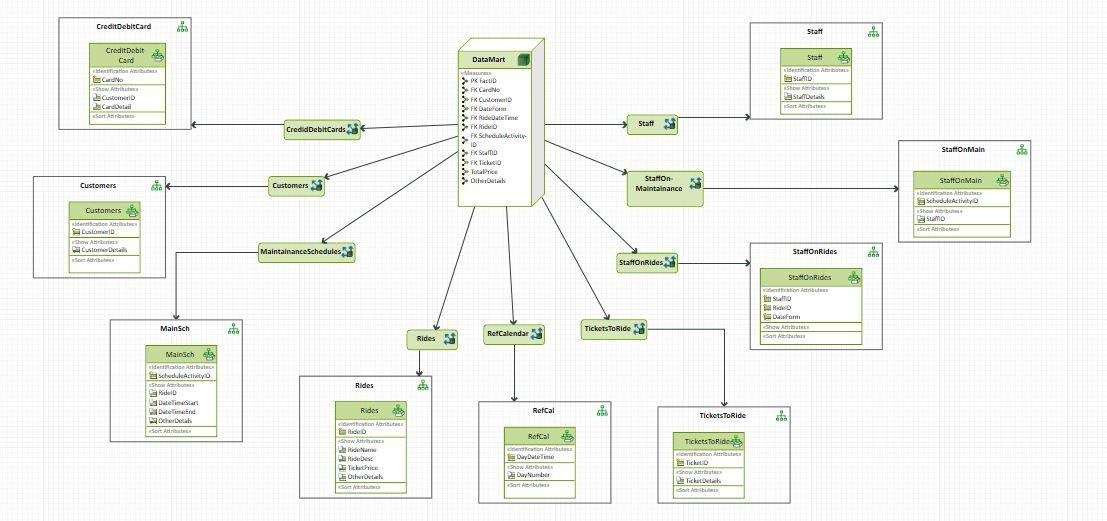 CreditDebitCard
CreditDebit
Card
«Identification Attributes»
CardNo
«Show Attributes»
CustomerID
CardDetail
«Sort Attributes»
DataMart
«Measures»
PK FactID
FK CardNo
FK CustomerID
FK DateForm
FK RideDateTime
FK RideID
FK ScheduleActivity-
ID
FK StaffID
FK TicketID
TotalPrice
OtherDetails
Staff
Staff
«Identification Attributes»
StaffID
«Show Attributes»
StaffDetails
«Sort Attributes»
CredidDebitCards
Staff
StaffOnMain
StaffOnMain
«Identification Attributes»
ScheduleActivityID
«Show Attributes»
StaffID
«Sort Attributes»
Customers
Customers
«Identification Attributes»
CustomerID
«Show Attributes»
CustomerDetails
«Sort Attributes»
Customers
StaffOn-
Maintainance
MaintainanceSchedules
StaffOnRides
StaffOnRides
StaffOnRides
«Identification Attributes»
StaffID
RideID
DateForm
«Show Attributes»
«Sort Attributes»
MainSch
MainSch
«Identification Attributes»
ScheduleActivityID
«Show Attributes»
RideID
DateTimeStart
DateTimeEnd
OtherDetals
«Sort Attributes»
Rides
RefCalendar
TicketsToRide
Rides
Rides
«Identification Attributes»
RideID
«Show Attributes»
RideName
RideDesc
TicketPrice
OtherDetails
«Sort Attributes»
RefCal
RefCal
«Identification Attributes»
DayDateTime
«Show Attributes»
DayNumber
«Sort Attributes»
TicketsToRide
TicketsToRide
«Identification Attributes»
TicketID
«Show Attributes»
TicketDetails
«Sort Attributes»